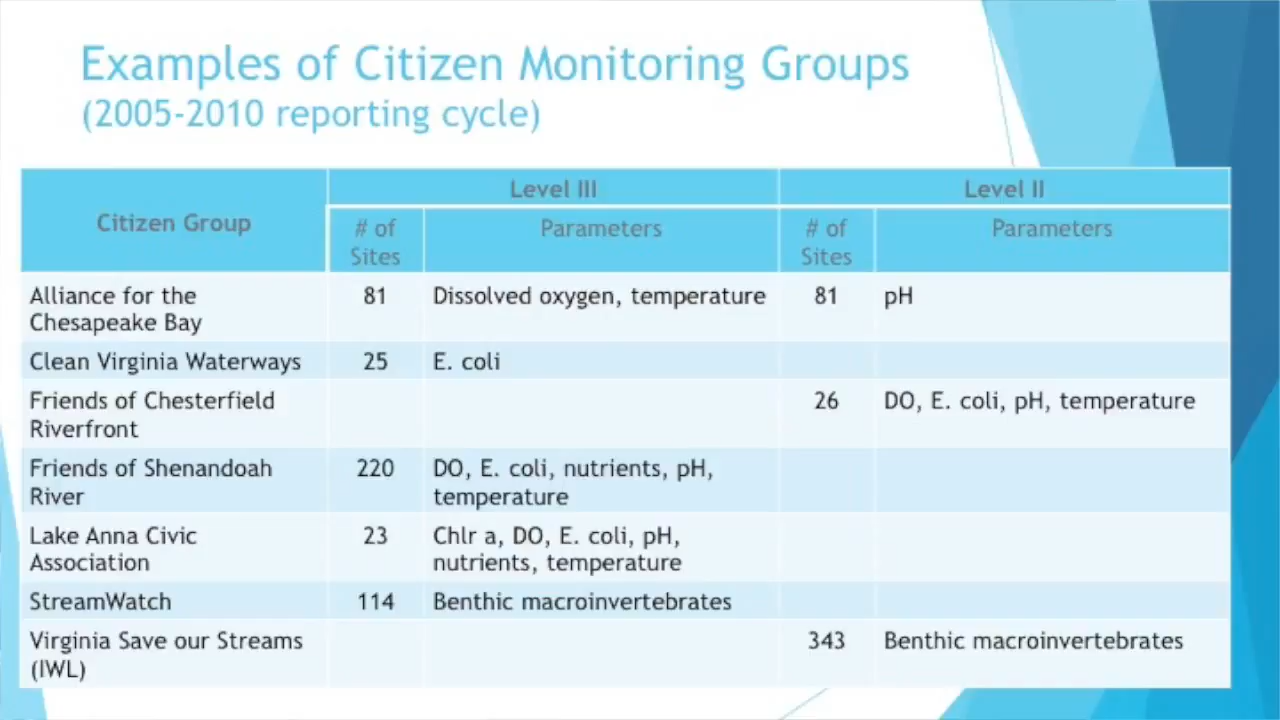 Examples of Citizen Monitoring Groups
(2005-2010 reporting cycle)
Citizen Group
Level III
Level II
# of
Sites
Parameters
# of
Sites
Parameters
Alliance for the
Chesapeake Bay
81
Dissolved oxygen, temperature
81
pH
Clean Virginia Waterways
25
E. coli
Friends of Chesterfield
Riverfront
26
DO, E. coli, pH, temperature
Friends of Shenandoah
River
220
DO, E. coli, nutrients, pH,
temperature
Lake Anna Civic
Association
23
Chlr a, DO, E. coli, pH,
nutrients, temperature
StreamWatch
114
Benthic macroinvertebrates
Virginia Save our Streams
(IWL)
343
Benthic macroinvertebrates